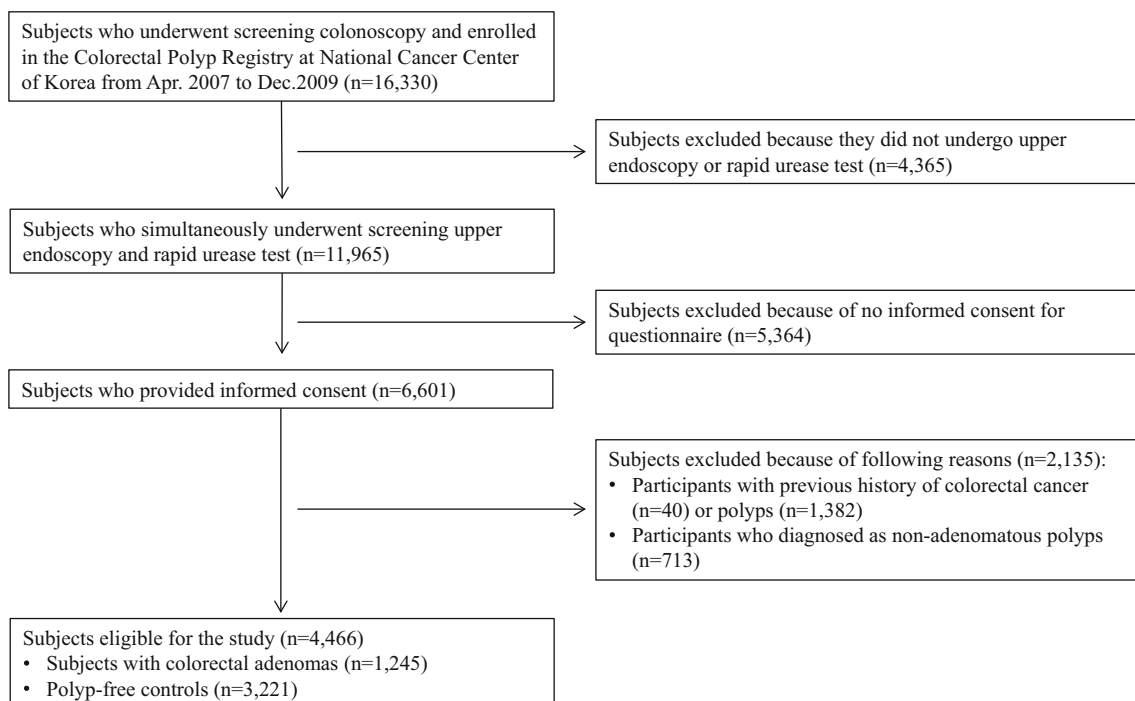 Subjects who underwent screening colonoscopy and enrolled
in the Colorectal Polyp Registry at National Cancer Center
of Korea from Apr. 2007 to Dec.2009 (n=16,330)
Subjects excluded because they did not undergo upper
endoscopy or rapid urease test (n=4,365)
Subjects who simultaneously underwent screening upper
endoscopy and rapid urease test (n=11,965)
Subjects excluded because of no informed consent for
questionnaire (n=5,364)
Subjects who provided informed consent (n=6,601)
Subjects excluded because of following reasons (n=2,135):
• Participants with previous history of colorectal cancer
(n=40) or polyps (n=1,382)
• Participants who diagnosed as non-adenomatous polyps
(n=713)
Subjects eligible for the study (n=4,466)
• Subjects with colorectal adenomas (n=1,245)
• Polyp-free controls (n=3,221)